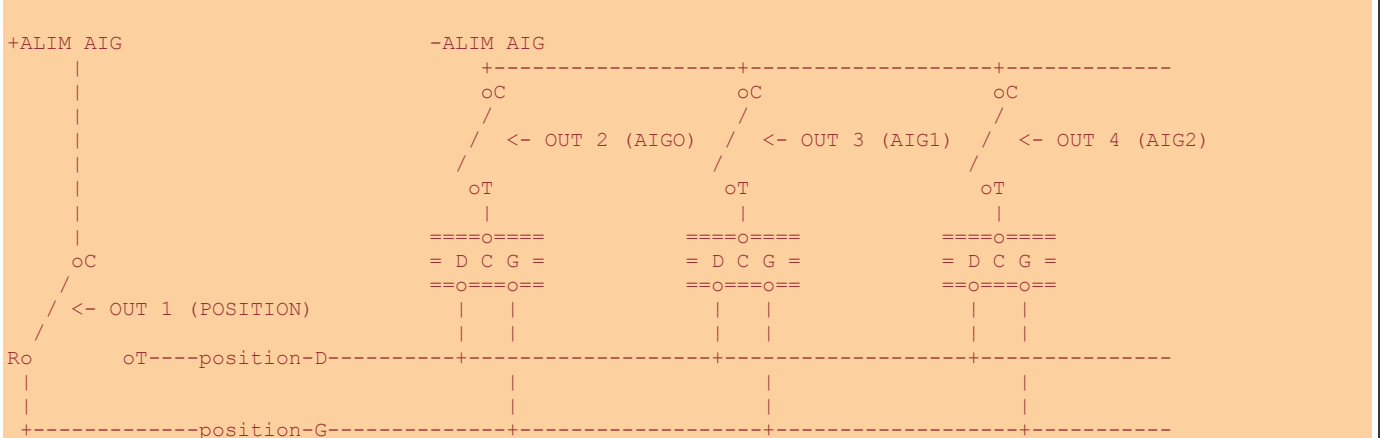 +ALIM AIG -ALIM AIG
| +-------------------+-------------------+-------------
| oC oC oC
| / / /
| / <- OUT 2 (AIGO) / <- OUT 3 (AIG1) / <- OUT 4 (AIG2)
| / / /
| oT oT oT
| | | |
| ====o==== ====o==== ====o====
oC = D C G = = D C G = = D C G =
/ ==o===o== ==o===o== ==o===o==
/ <- OUT 1 (POSITION) | | | | | |
/ | | | | | |
Ro oT----position-D----------+-------------------+-------------------+---------------
| | | |
| | | |
+-------------position-G--------------+-------------------+-------------------+-----------